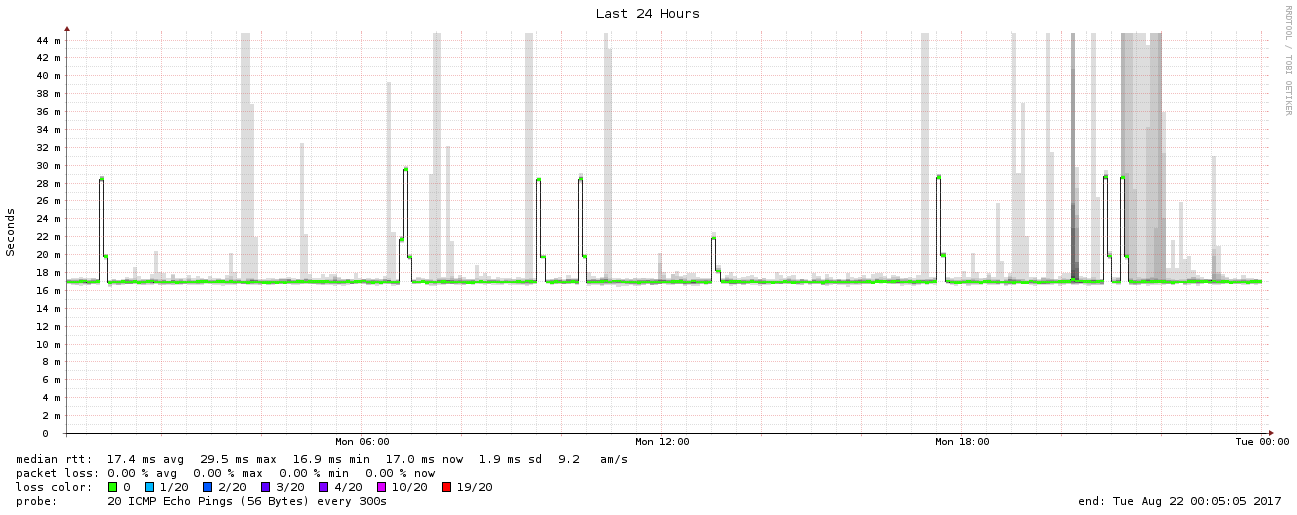 Last 24 Hours
RRDTOOL / TOBI OETIKER
Seconds
44 m
42 m
40 m
38 m
36 m
34 m
32 m
30 m
28 m
26 m
24 m
22 m
20 m
18 m
16 m
14 m
12 m
10 m
8 m
6 m
4 m
2 m
0
Mon 06:00 Mon 12:00 Mon 18:00 Tue 00:00
median rtt: 17.4 ms avg 29.5 ms max 16.9 ms min 17.0 ms now 1.9 ms sd 9.2 am/s
packet loss: 0.00 % avg 0.00 % max 0.00 % min 0.00 % now
loss color: 0 1/20 2/20 3/20 4/20 10/20 19/20
probe: 20 ICMP Echo Pings (56 Bytes) every 300s end: Tue Aug 22 00:05:05 2017